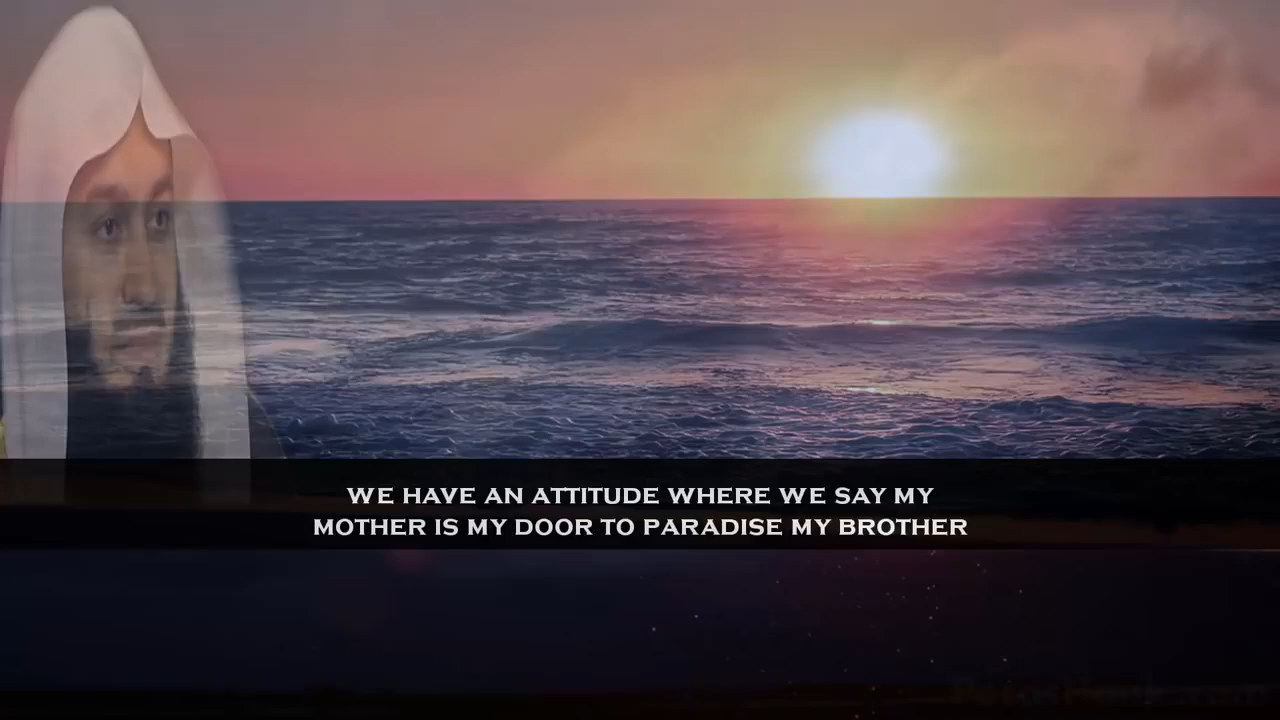 WE HAVE AN ATTITUDE WHERE WE SAY MY
MOTHER IS MY DOOR TO PARADISE MY BROTHER